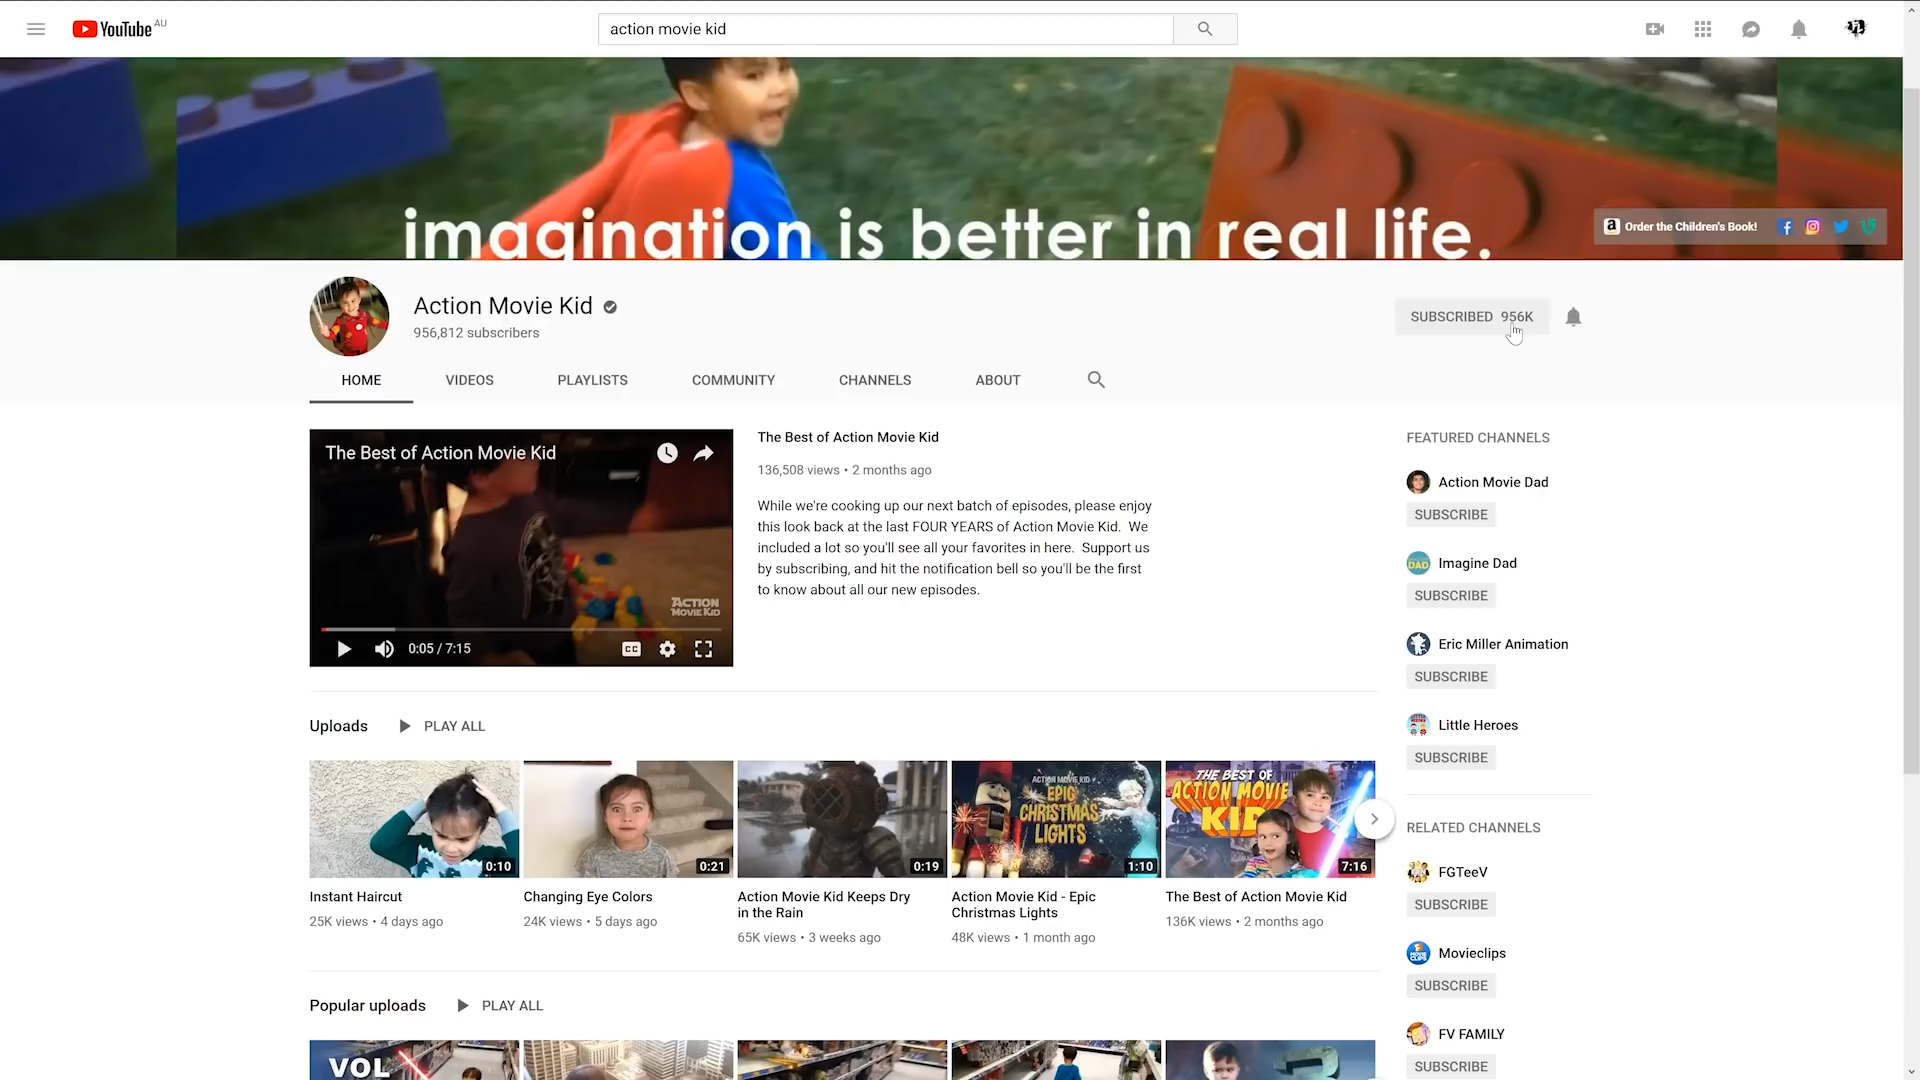 YouTube AU
action movie kid
imagination is better in real life.
Order the Children's Book!
Action Movie Kid
956,812 subscribers
SUBSCRIBED 956K
HOME
VIDEOS
PLAYLISTS
COMMUNITY
CHANNELS
ABOUT
The Best of Action Movie Kid
ACTION
MOVIE KID
CC
0:05 / 7:15
The Best of Action Movie Kid
136,508 views • 2 months ago
While we're cooking up our next batch of episodes, please enjoy
this look back at the last FOUR YEARS of Action Movie Kid. We
included a lot so you'll see all your favorites in here. Support us
by subscribing, and hit the notification bell so you'll be the first
to know about all our new episodes.
Uploads
PLAY ALL
0:10
Instant Haircut
25K views • 4 days ago
0:21
Changing Eye Colors
24K views • 5 days ago
0:19
Action Movie Kid Keeps Dry
in the Rain
65K views • 3 weeks ago
ACTION MOVIE KID
EPIC
CHRISTMAS
LIGHTS
1:10
Action Movie Kid - Epic
Christmas Lights
48K views • 1 month ago
THE BEST OF
ACTION MOVIE
KID
7:16
The Best of Action Movie Kid
136K views • 2 months ago
Popular uploads
PLAY ALL
VOL
FEATURED CHANNELS
Action Movie Dad
SUBSCRIBE
DAD
Imagine Dad
SUBSCRIBE
Eric Miller Animation
SUBSCRIBE
Little Heroes
SUBSCRIBE
RELATED CHANNELS
FGTeeV
SUBSCRIBE
Movieclips
SUBSCRIBE
FV FAMILY
SUBSCRIBE